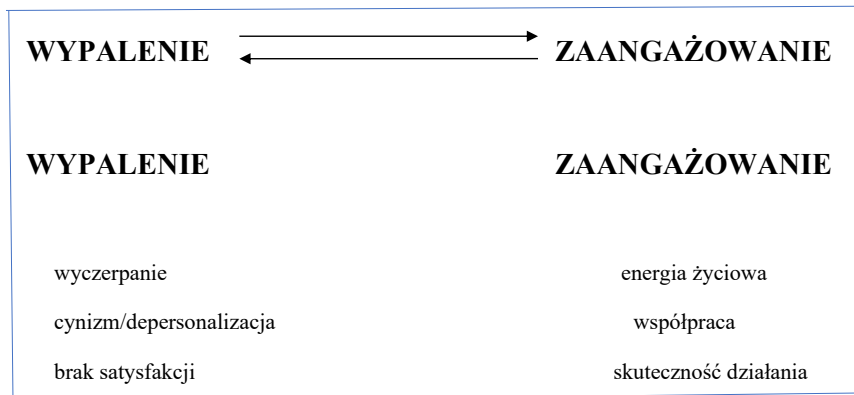 WYPALENIE ZAANGAŻOWANIE
WYPALENIE ZAANGAŻOWANIE
wyczerpanie energia życiowa
cynizm/depersonalizacja współpraca
brak satysfakcji skuteczność działania